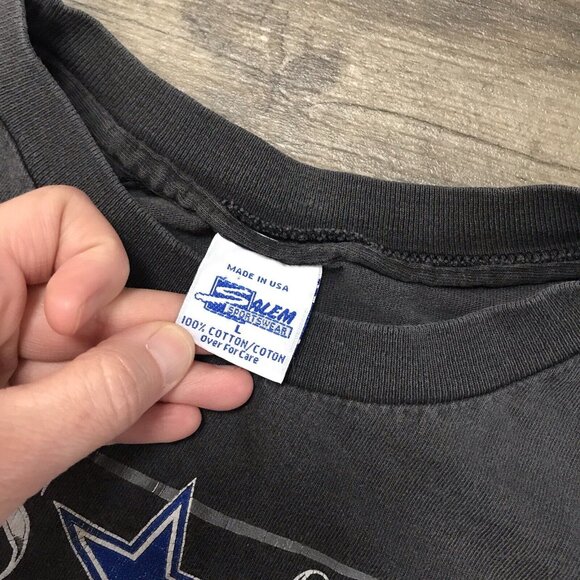 MADE IN USA
SALEM
SPORTSWEAR
L
100% COTTON/COTON
Over For Care